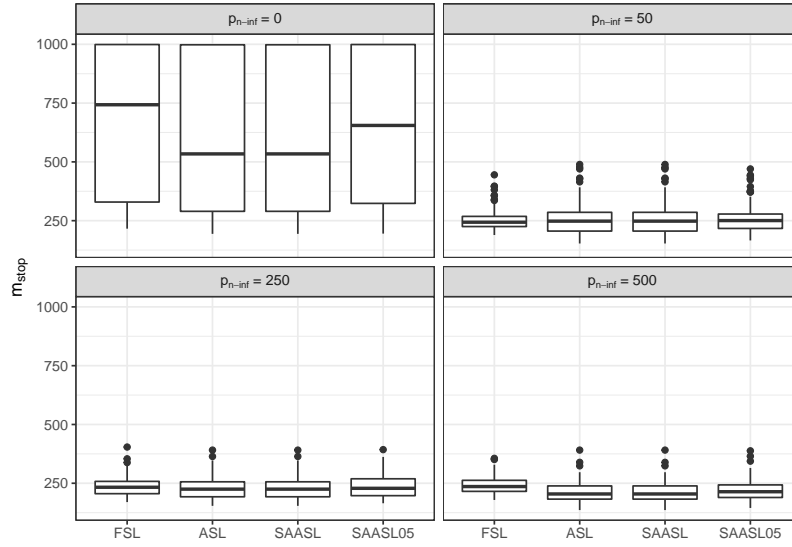 p_n−inf = 0
p_n−inf = 50
1000
750
500
250
p_n−inf = 250
p_n−inf = 500
1000
750
500
250
m_stop
FSL ASL SAASL SAASL05
FSL ASL SAASL SAASL05